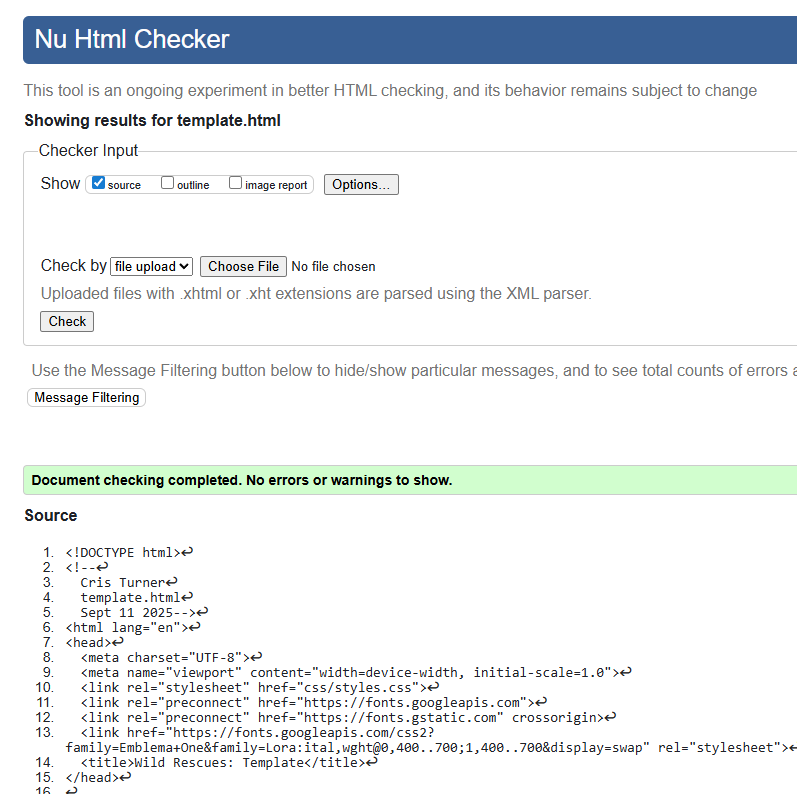 Nu Html Checker
This tool is an ongoing experiment in better HTML checking, and its behavior remains subject to change
Showing results for template.html
Checker Input
Show source outline image report Options...
Check by file upload Choose File No file chosen
Uploaded files with .xhtml or .xht extensions are parsed using the XML parser.
Check
Use the Message Filtering button below to hide/show particular messages, and to see total counts of errors a
Message Filtering
Document checking completed. No errors or warnings to show.
Source
1. <!DOCTYPE html>↩
2. <!--↩
3.   Cris Turner↩
4.   template.html↩
5.   Sept 11 2025-->↩
6. <html lang="en">↩
7. <head>↩
8.   <meta charset="UTF-8">↩
9.   <meta name="viewport" content="width=device-width, initial-scale=1.0">↩
10.   <link rel="stylesheet" href="css/styles.css">↩
11.   <link rel="preconnect" href="https://fonts.googleapis.com">↩
12.   <link rel="preconnect" href="https://fonts.gstatic.com" crossorigin>↩
13.   <link href="https://fonts.googleapis.com/css2?
family=Emblema+One&family=Lora:ital,wght@0,400..700;1,400..700&display=swap" rel="stylesheet">↩
14.   <title>Wild Rescues: Template</title>↩
15. </head>↩
16. ↩